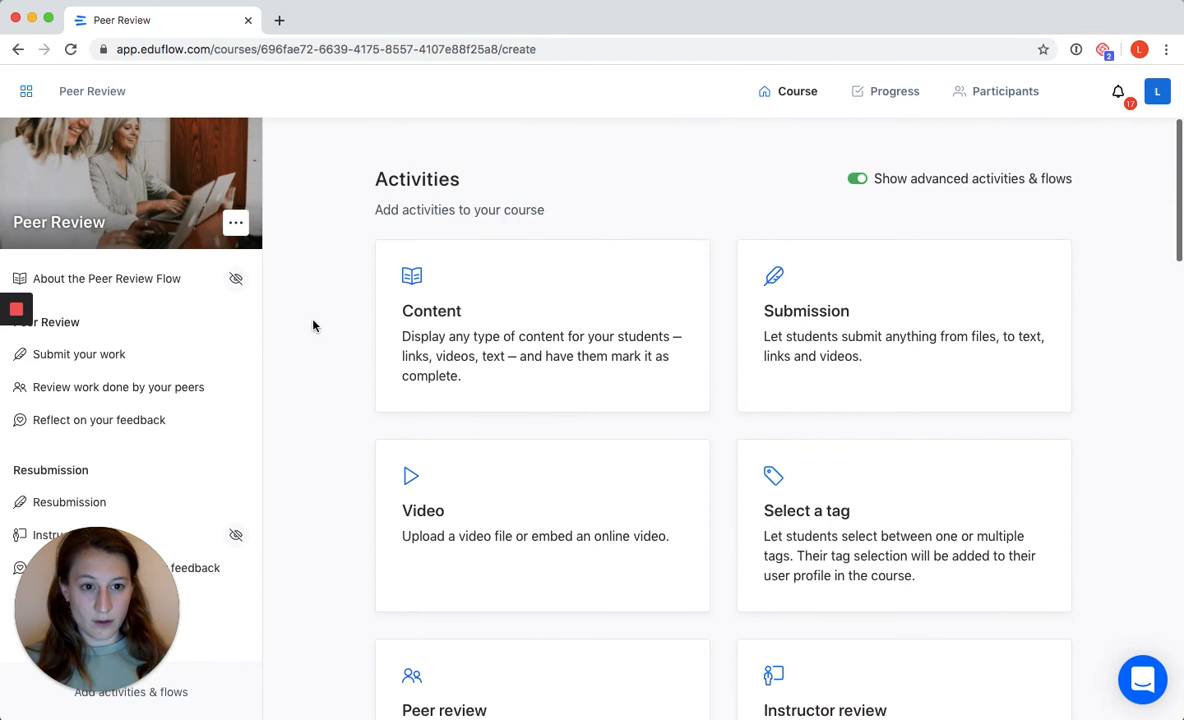 Peer Review
app.eduflow.com/courses/696fae72-6639-4175-8557-4107e88f25a8/create
2
L
Peer Review
Course
Progress
Participants
17
L
Peer Review
About the Peer Review Flow
Review
Submit your work
Review work done by your peers
Reflect on your feedback
Resubmission
Resubmission
feedback
Add activities & flows
Activities
Show advanced activities & flows
Add activities to your course
Content
Display any type of content for your students —
links, videos, text — and have them mark it as
complete.
Submission
Let students submit anything from files, to text,
links and videos.
Video
Upload a video file or embed an online video.
Select a tag
Let students select between one or multiple
tags. Their tag selection will be added to their
user profile in the course.
Peer review
Instructor review